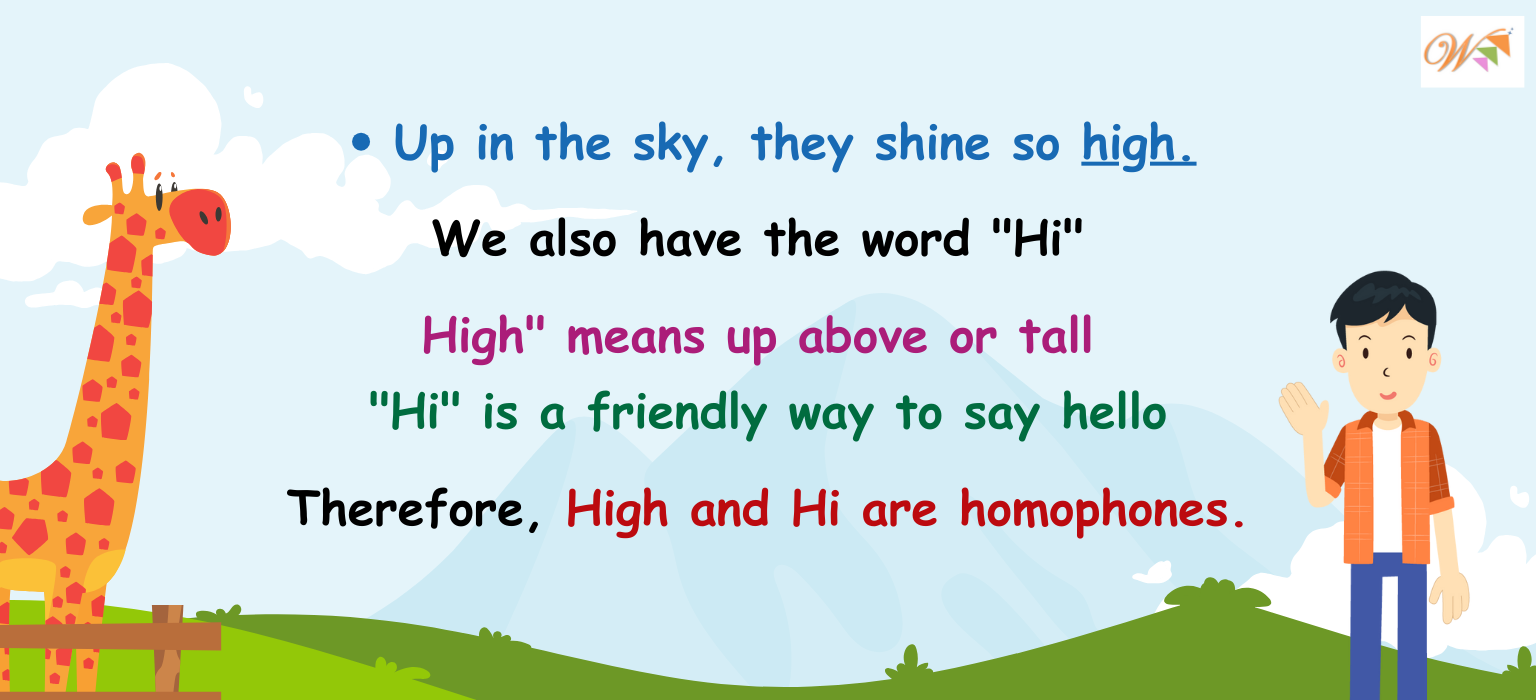 • Up in the sky, they shine so high.
We also have the word "Hi"
High" means up above or tall
"Hi" is a friendly way to say hello
Therefore, High and Hi are homophones.
W